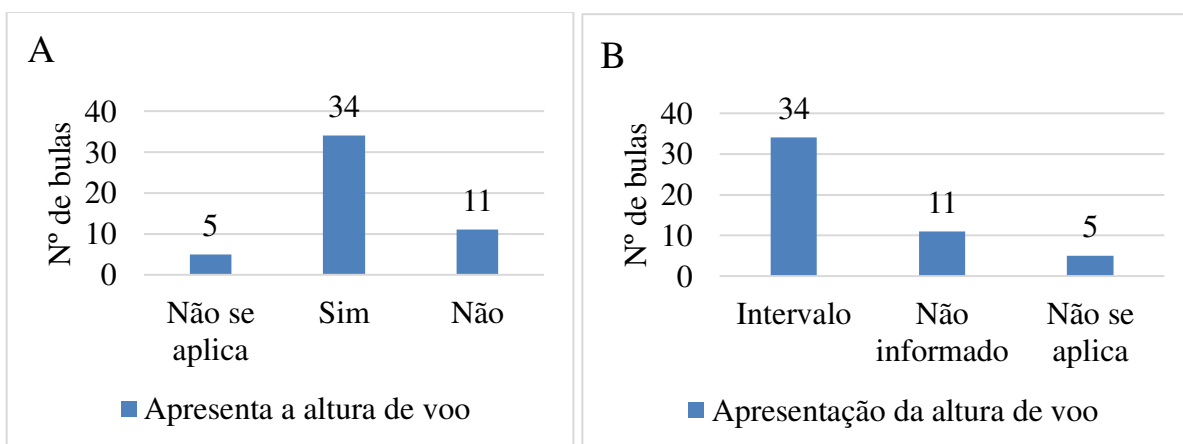 A
Nº de bulas
40
30
20
10
0
5
34
11
Não se
aplica
Sim
Não
Apresenta a altura de voo
B
Nº de bulas
40
30
20
10
0
34
11
5
Intervalo
Não
informado
Não se
aplica
Apresentação da altura de voo